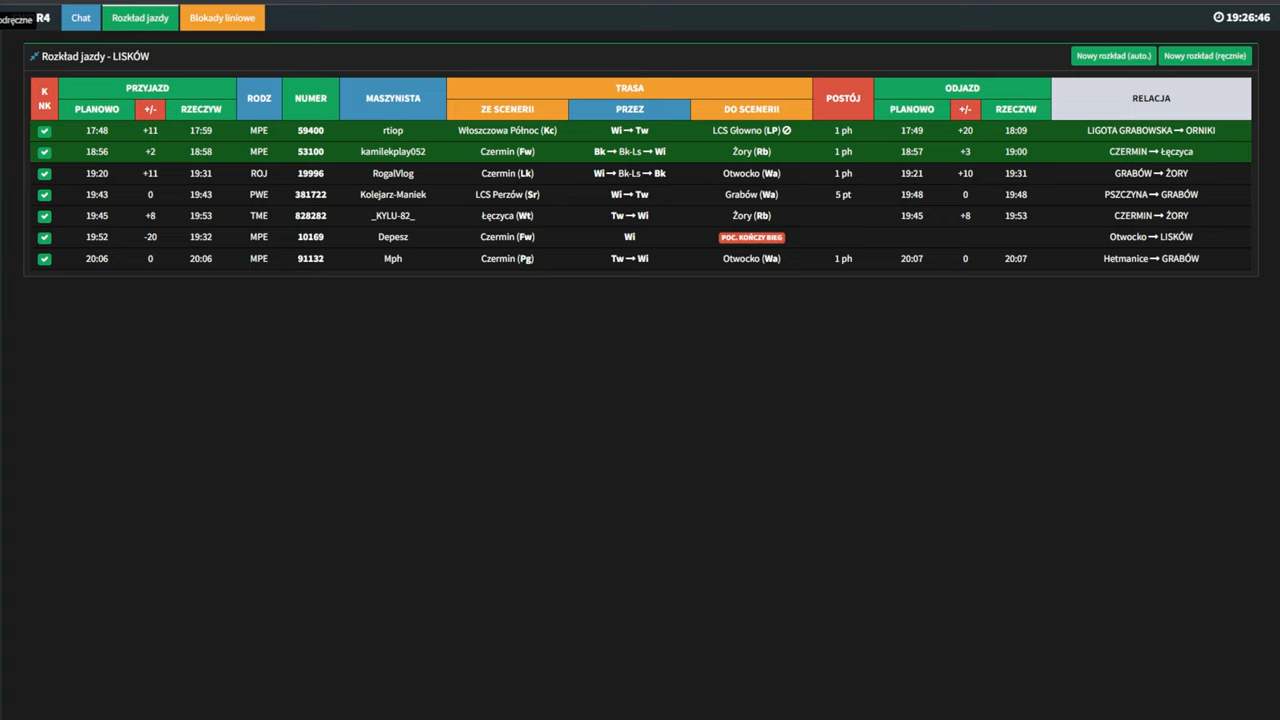 odręczne R4 Chat Rozkład jazdy Blokady liniowe 19:26:46
Rozkład jazdy - LISKÓW Nowy rozkład (auto.) Nowy rozkład (ręcznie)
K NK PRZYJAZD RODZ NUMER MASZYNISTA TRASA POSTÓJ ODJAZD RELACJA
PLANOWO +/- RZECZYW ZE SCENERII PRZEZ DO SCENERII PLANOWO +/- RZECZYW
17:48 +11 17:59 MPE 59400 rtiop Włoszczowa Północ (Kc) Wi → Tw LCS Głowno (LP) 1 ph 17:49 +20 18:09 LIGOTA GRABOWSKA → ORNIKI
18:56 +2 18:58 MPE 53100 kamilekplay052 Czermin (Fw) Bk → Bk-Ls → Wi Żory (Rb) 1 ph 18:57 +3 19:00 CZERMIN → Łęczyca
19:20 +11 19:31 ROJ 19996 RogalVlog Czermin (Lk) Wi → Bk-Ls → Bk Otwocko (Wa) 1 ph 19:21 +10 19:31 GRABÓW → ŻORY
19:43 0 19:43 PWE 381722 Kolejarz-Maniek LCS Perzów (Sr) Wi → Tw Grabów (Wa) 5 pt 19:48 0 19:48 PSZCZYNA → GRABÓW
19:45 +8 19:53 TME 828282 _KYLU-82_ Łęczyca (Wt) Tw → Wi Żory (Rb) 19:45 +8 19:53 CZERMIN → ŻORY
19:52 -20 19:32 MPE 10169 Depesz Czermin (Fw) Wi POC. KOŃCZY BIEG Otwocko → LISKÓW
20:06 0 20:06 MPE 91132 Mph Czermin (Pg) Tw → Wi Otwocko (Wa) 1 ph 20:07 0 20:07 Hetmanice → GRABÓW